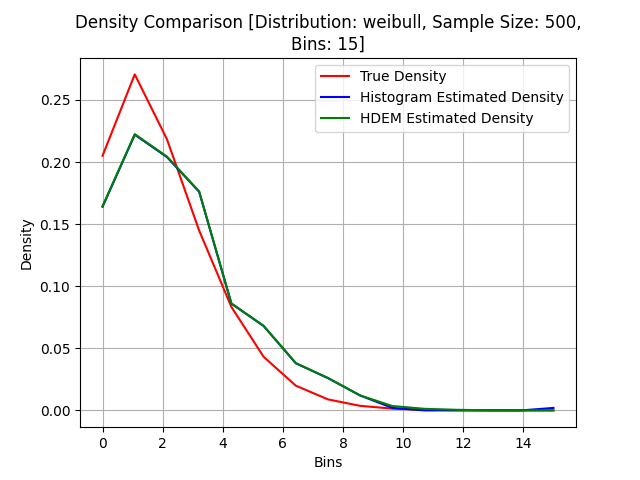 Density Comparison [Distribution: weibull, Sample Size: 500,
Bins: 15]
True Density
Histogram Estimated Density
HDEM Estimated Density
Density
0.25
0.20
0.15
0.10
0.05
0.00
0 2 4 6 8 10 12 14
Bins